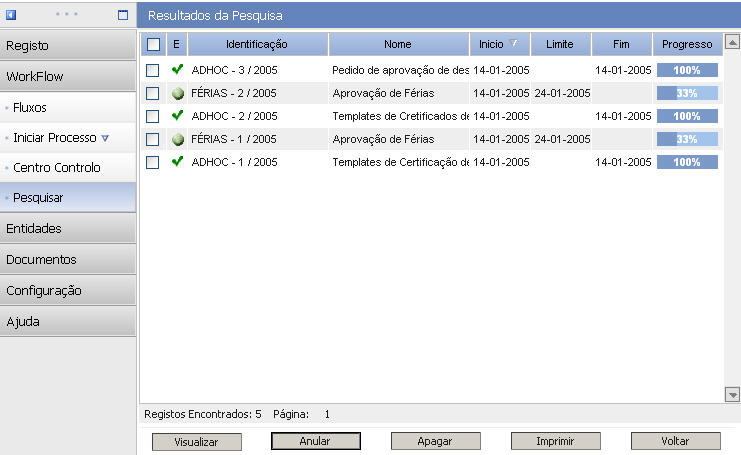 Resultados da Pesquisa
Registo
WorkFlow
Fluxos
Iniciar Processo
Centro Controlo
Pesquisar
Entidades
Documentos
Configuração
Ajuda
E Identificação Nome Inicio Limite Fim Progresso
ADHOC - 3 / 2005 Pedido de aprovação de des 14-01-2005 14-01-2005 100%
FÉRIAS - 2 / 2005 Aprovação de Férias 14-01-2005 24-01-2005 33%
ADHOC - 2 / 2005 Templates de Cretificados de 14-01-2005 14-01-2005 100%
FÉRIAS - 1 / 2005 Aprovação de Férias 14-01-2005 24-01-2005 33%
ADHOC - 1 / 2005 Templates de Certificação de 14-01-2005 14-01-2005 100%
Registos Encontrados: 5 Página: 1
Visualizar Anular Apagar Imprimir Voltar